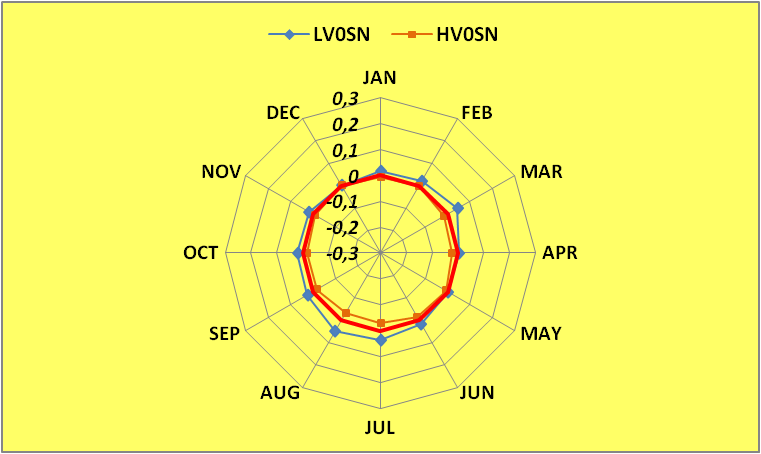 LV0SN HV0SN
JAN
0,3
DEC FEB
0,2
0,1
NOV MAR
0
-0,1
-0,2
OCT -0,3 APR
SEP MAY
AUG JUN
JUL